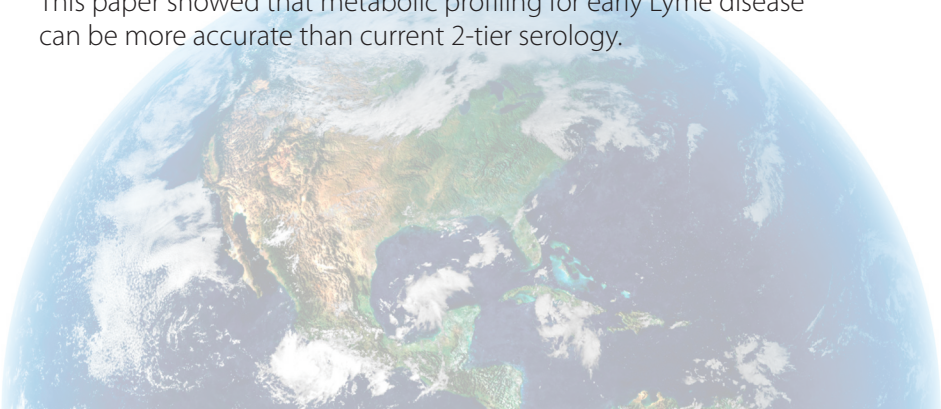 This paper showed that metabolic profiling for early Lyme disease
can be more accurate than current 2-tier serology.